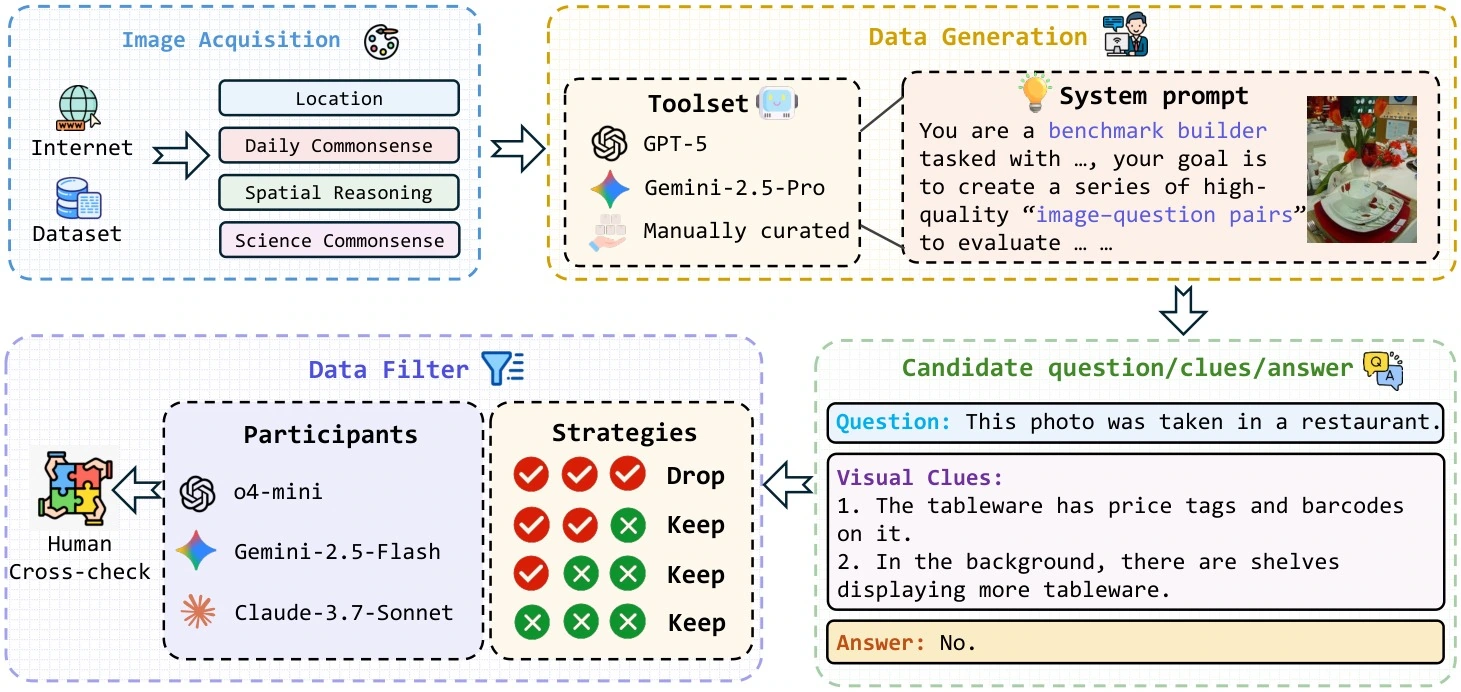 Image Acquisition
Internet
WWW
Dataset
Location
Daily Commonsense
Spatial Reasoning
Science Commonsense
Data Generation
Toolset
GPT-5
Gemini-2.5-Pro
Manually curated
System prompt
You are a benchmark builder
tasked with …, your goal is
to create a series of high-
quality “image-question pairs”
to evaluate … …
Candidate question/clues/answer
Q
A
Question: This photo was taken in a restaurant.
Visual Clues:
1. The tableware has price tags and barcodes
on it.
2. In the background, there are shelves
displaying more tableware.
Answer: No.
Data Filter
Strategies
Drop
Keep
Keep
Keep
Participants
o4-mini
Gemini-2.5-Flash
Claude-3.7-Sonnet
Human
Cross-check